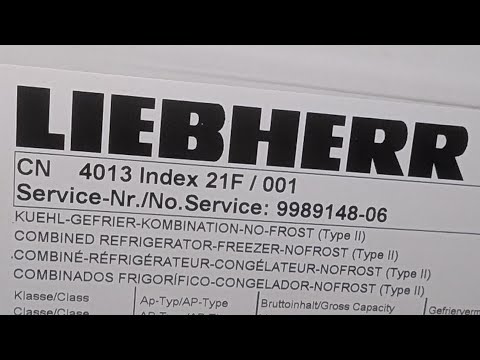 LIEBHERR
CN 4013 Index 21F / 001
Service-Nr./No.Service: 9989148-06
KUEHL-GEFRIER-KOMBINATION-NO-FROST (Type II)
COMBINED REFRIGERATOR-FREEZER-NOFROST (Type II)
COMBINÉ-RÉFRIGÉRATEUR-CONGÉLATEUR-NOFROST (Type II)
COMBINADOS FRIGORÍFICO-CONGELADOR-NOFROST (Type II)
Klasse/Class Ap-Typ/AP-Type Bruttoinhalt/Gross Capacity